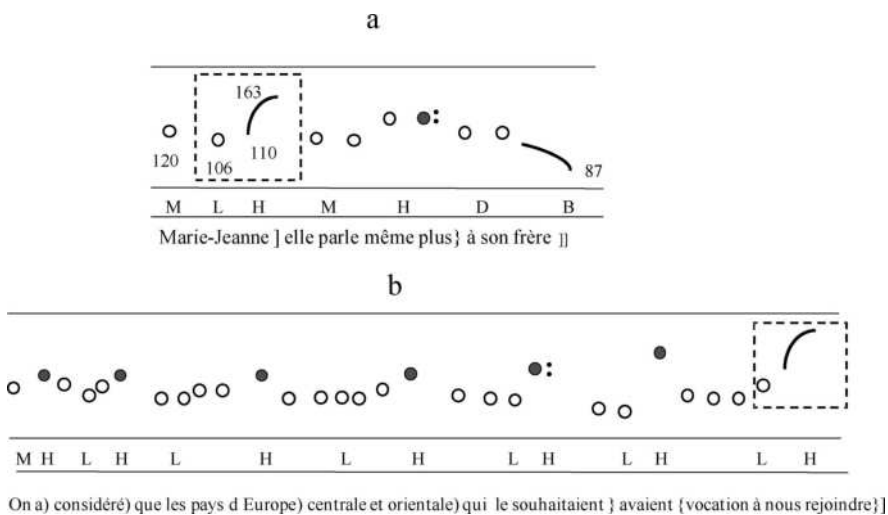 a
163
120
106
110
87
M L H M H D B
Marie-Jeanne ] elle parle même plus} à son frère ]]
b
M H L H L H L H L H L H L H
On a) considéré) que les pays d Europe) centrale et orientale) qui le souhaitaient } avaient {vocation à nous rejoindre}]